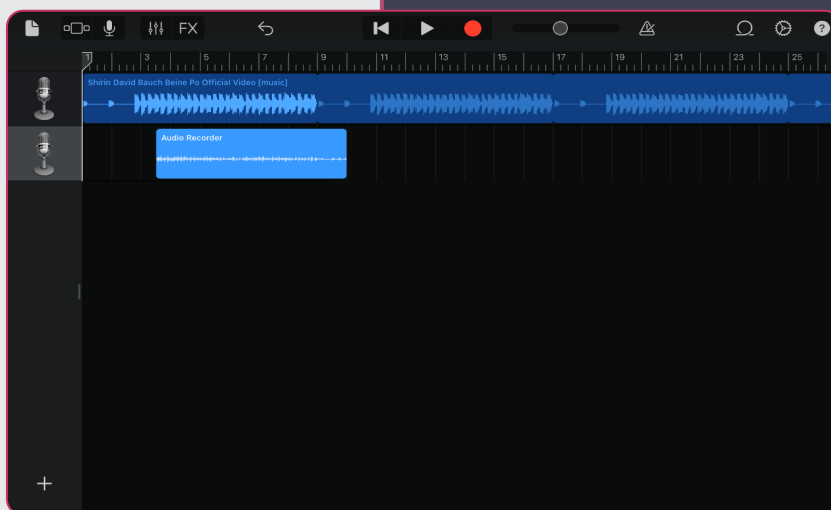 FX
?
1 3 5 7 9 11 13 15 17 19 21 23 25
Shirin David Bauch Beine Po Official Video [music]
Audio Recorder